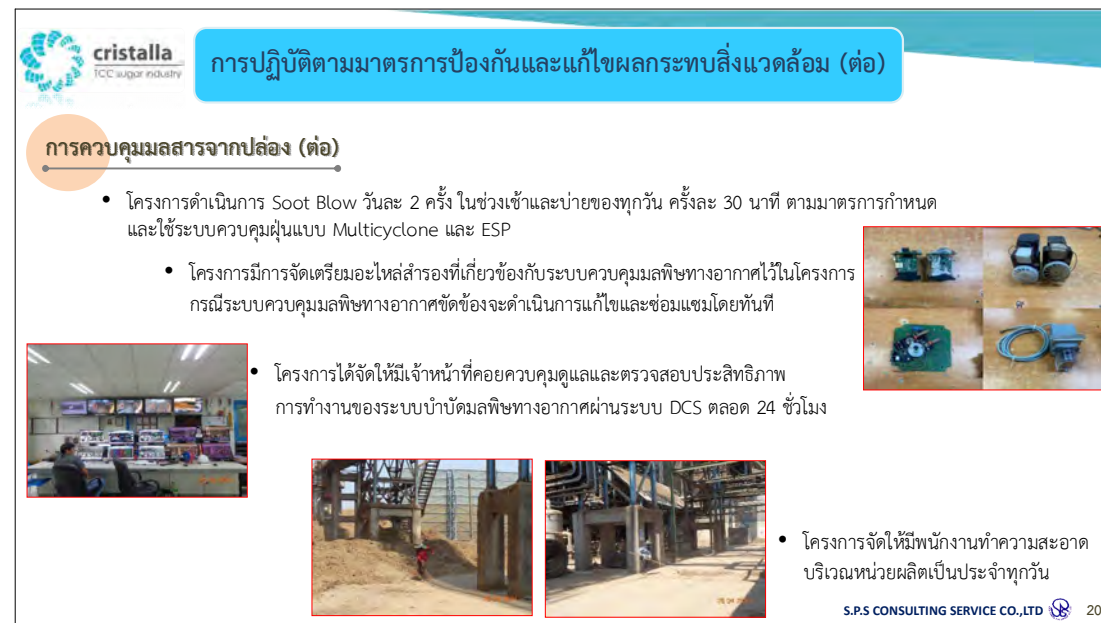 cristalla
TCC sugar industry
การปฏิบัติตามมาตรการป้องกันและแก้ไขผลกระทบสิ่งแวดล้อม (ต่อ)
การควบคุมมลสารจากปล่อง (ต่อ)
• โครงการดำเนินการ Soot Blow วันละ 2 ครั้ง ในช่วงเช้าและบ่ายของทุกวัน ครั้งละ 30 นาที ตามมาตรการกำหนด
และใช้ระบบควบคุมฝุ่นแบบ Multicyclone และ ESP
• โครงการมีการจัดเตรียมอะไหล่สำรองที่เกี่ยวข้องกับระบบควบคุมมลพิษทางอากาศไว้ในโครงการ
กรณีระบบควบคุมมลพิษทางอากาศขัดข้องจะดำเนินการแก้ไขและซ่อมแซมโดยทันที
• โครงการได้จัดให้มีเจ้าหน้าที่คอยควบคุมดูแลและตรวจสอบประสิทธิภาพ
การทำงานของระบบบำบัดมลพิษทางอากาศผ่านระบบ DCS ตลอด 24 ชั่วโมง
• โครงการจัดให้มีพนักงานทำความสะอาด
บริเวณหน่วยผลิตเป็นประจำทุกวัน
S.P.S CONSULTING SERVICE CO.,LTD 20